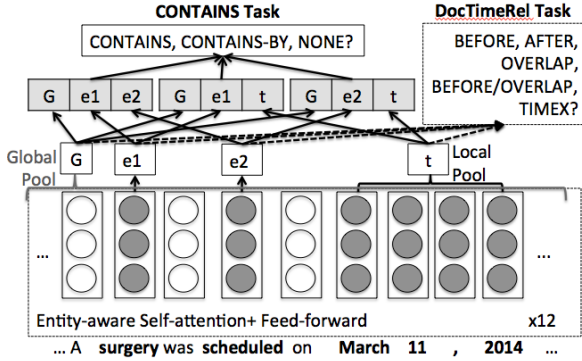 CONTAINS Task
DocTimeRel Task
CONTAINS, CONTAINS-BY, NONE?
BEFORE, AFTER,
OVERLAP,
BEFORE/OVERLAP,
TIMEX?
G e1 e2 G e1 t G e2 t
Global
Pool
G e1 e2 t
Local
Pool
... ...
Entity-aware Self-attention+ Feed-forward x12
... A surgery was scheduled on March 11 , 2014 ...